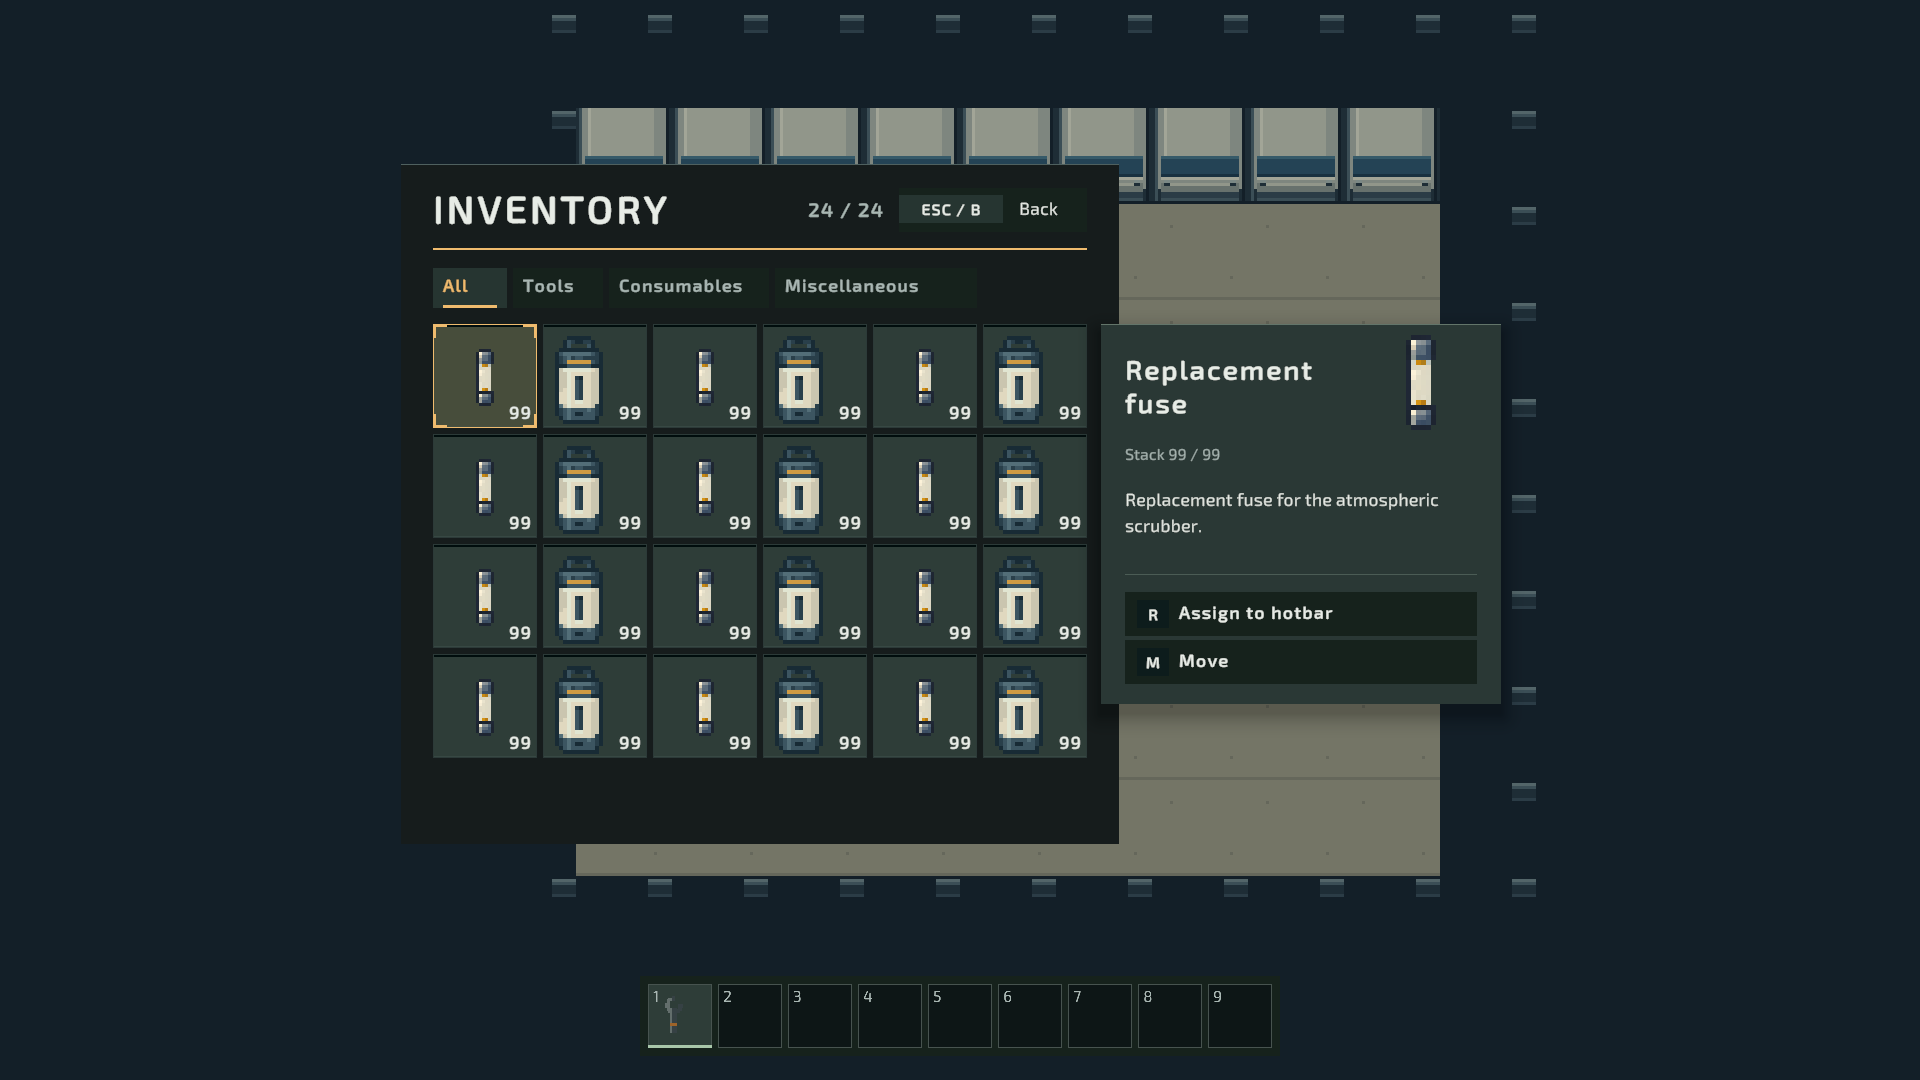 INVENTORY
24 / 24
ESC / B
Back
All
Tools
Consumables
Miscellaneous
99 99 99 99 99 99
99 99 99 99 99 99
99 99 99 99 99 99
99 99 99 99 99 99
Replacement
fuse
Stack 99 / 99
Replacement fuse for the atmospheric
scrubber.
R Assign to hotbar
M Move
1 2 3 4 5 6 7 8 9